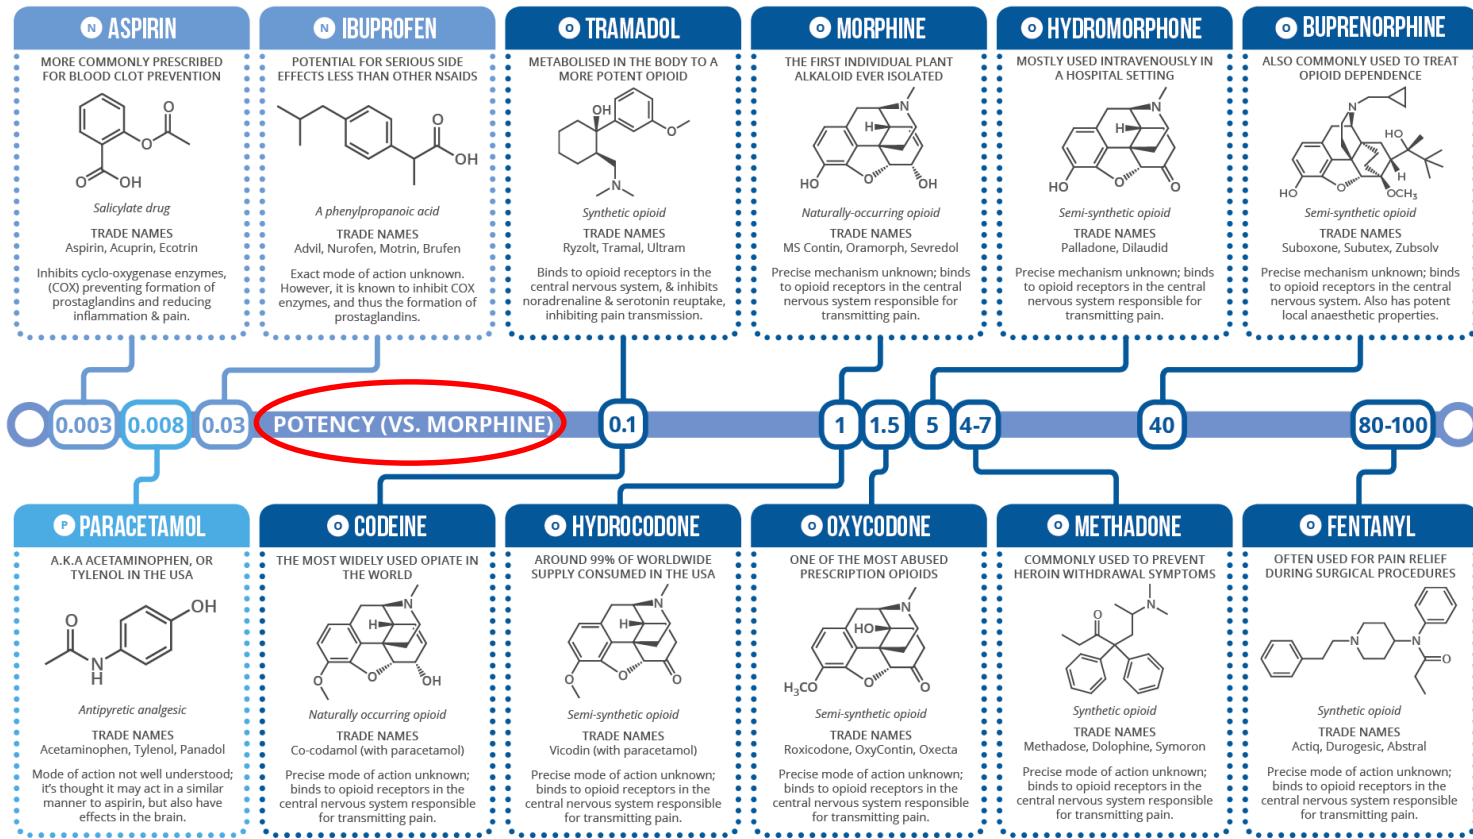 N ASPIRIN
MORE COMMONLY PRESCRIBED
FOR BLOOD CLOT PREVENTION
O
O
O
OH
Salicylate drug
TRADE NAMES
Aspirin, Acuprin, Ecotrin
Inhibits cyclo-oxygenase enzymes,
(COX) preventing formation of
prostaglandins and reducing
inflammation & pain.
N IBUPROFEN
POTENTIAL FOR SERIOUS SIDE
EFFECTS LESS THAN OTHER NSAIDS
O
OH
A phenylpropanoic acid
TRADE NAMES
Advil, Nurofen, Motrin, Brufen
Exact mode of action unknown.
However, it is known to inhibit COX
enzymes, and thus the formation of
prostaglandins.
O TRAMADOL
METABOLISED IN THE BODY TO A
MORE POTENT OPIOID
OH
O
N
Synthetic opioid
TRADE NAMES
Ryzolt, Tramal, Ultram
Binds to opioid receptors in the
central nervous system, & inhibits
noradrenaline & serotonin reuptake,
inhibiting pain transmission.
O MORPHINE
THE FIRST INDIVIDUAL PLANT
ALKALOID EVER ISOLATED
N
H
HO
O
OH
Naturally-occurring opioid
TRADE NAMES
MS Contin, Oramorph, Sevredol
Precise mechanism unknown; binds
to opioid receptors in the central
nervous system responsible for
transmitting pain.
O HYDROMORPHONE
MOSTLY USED INTRAVENOUSLY IN
A HOSPITAL SETTING
N
H
HO
O
O
Semi-synthetic opioid
TRADE NAMES
Palladone, Dilaudid
Precise mechanism unknown; binds
to opioid receptors in the central
nervous system responsible for
transmitting pain.
O BUPRENORPHINE
ALSO COMMONLY USED TO TREAT
OPIOID DEPENDENCE
N
HO
H
HO
O
OCH3
Semi-synthetic opioid
TRADE NAMES
Suboxone, Subutex, Zubsolv
Precise mechanism unknown; binds
to opioid receptors in the central
nervous system. Also has potent
local anaesthetic properties.
0.003 0.008 0.03 POTENCY (VS. MORPHINE) 0.1 1 1.5 5 4-7 40 80-100
P PARACETAMOL
A.K.A ACETAMINOPHEN, OR
TYLENOL IN THE USA
OH
O
N
H
Antipyretic analgesic
TRADE NAMES
Acetaminophen, Tylenol, Panadol
Mode of action not well understood;
it's thought it may act in a similar
manner to aspirin, but also have
effects in the brain.
O CODEINE
THE MOST WIDELY USED OPIATE IN
THE WORLD
N
H
O
O
OH
Naturally occurring opioid
TRADE NAMES
Co-codamol (with paracetamol)
Precise mode of action unknown;
binds to opioid receptors in the
central nervous system responsible
for transmitting pain.
O HYDROCODONE
AROUND 99% OF WORLDWIDE
SUPPLY CONSUMED IN THE USA
N
H
O
O
O
Semi-synthetic opioid
TRADE NAMES
Vicodin (with paracetamol)
Precise mode of action unknown;
binds to opioid receptors in the
central nervous system responsible
for transmitting pain.
O OXYCODONE
ONE OF THE MOST ABUSED
PRESCRIPTION OPIOIDS
N
HO
H3CO
O
O
Semi-synthetic opioid
TRADE NAMES
Roxicodone, OxyContin, Oxecta
Precise mode of action unknown;
binds to opioid receptors in the
central nervous system responsible
for transmitting pain.
O METHADONE
COMMONLY USED TO PREVENT
HEROIN WITHDRAWAL SYMPTOMS
N
O
Synthetic opioid
TRADE NAMES
Methadose, Dolophine, Symoron
Precise mode of action unknown;
binds to opioid receptors in the
central nervous system responsible
for transmitting pain.
O FENTANYL
OFTEN USED FOR PAIN RELIEF
DURING SURGICAL PROCEDURES
N
N
O
Synthetic opioid
TRADE NAMES
Actiq, Durogesic, Abstral
Precise mode of action unknown;
binds to opioid receptors in the
central nervous system responsible
for transmitting pain.